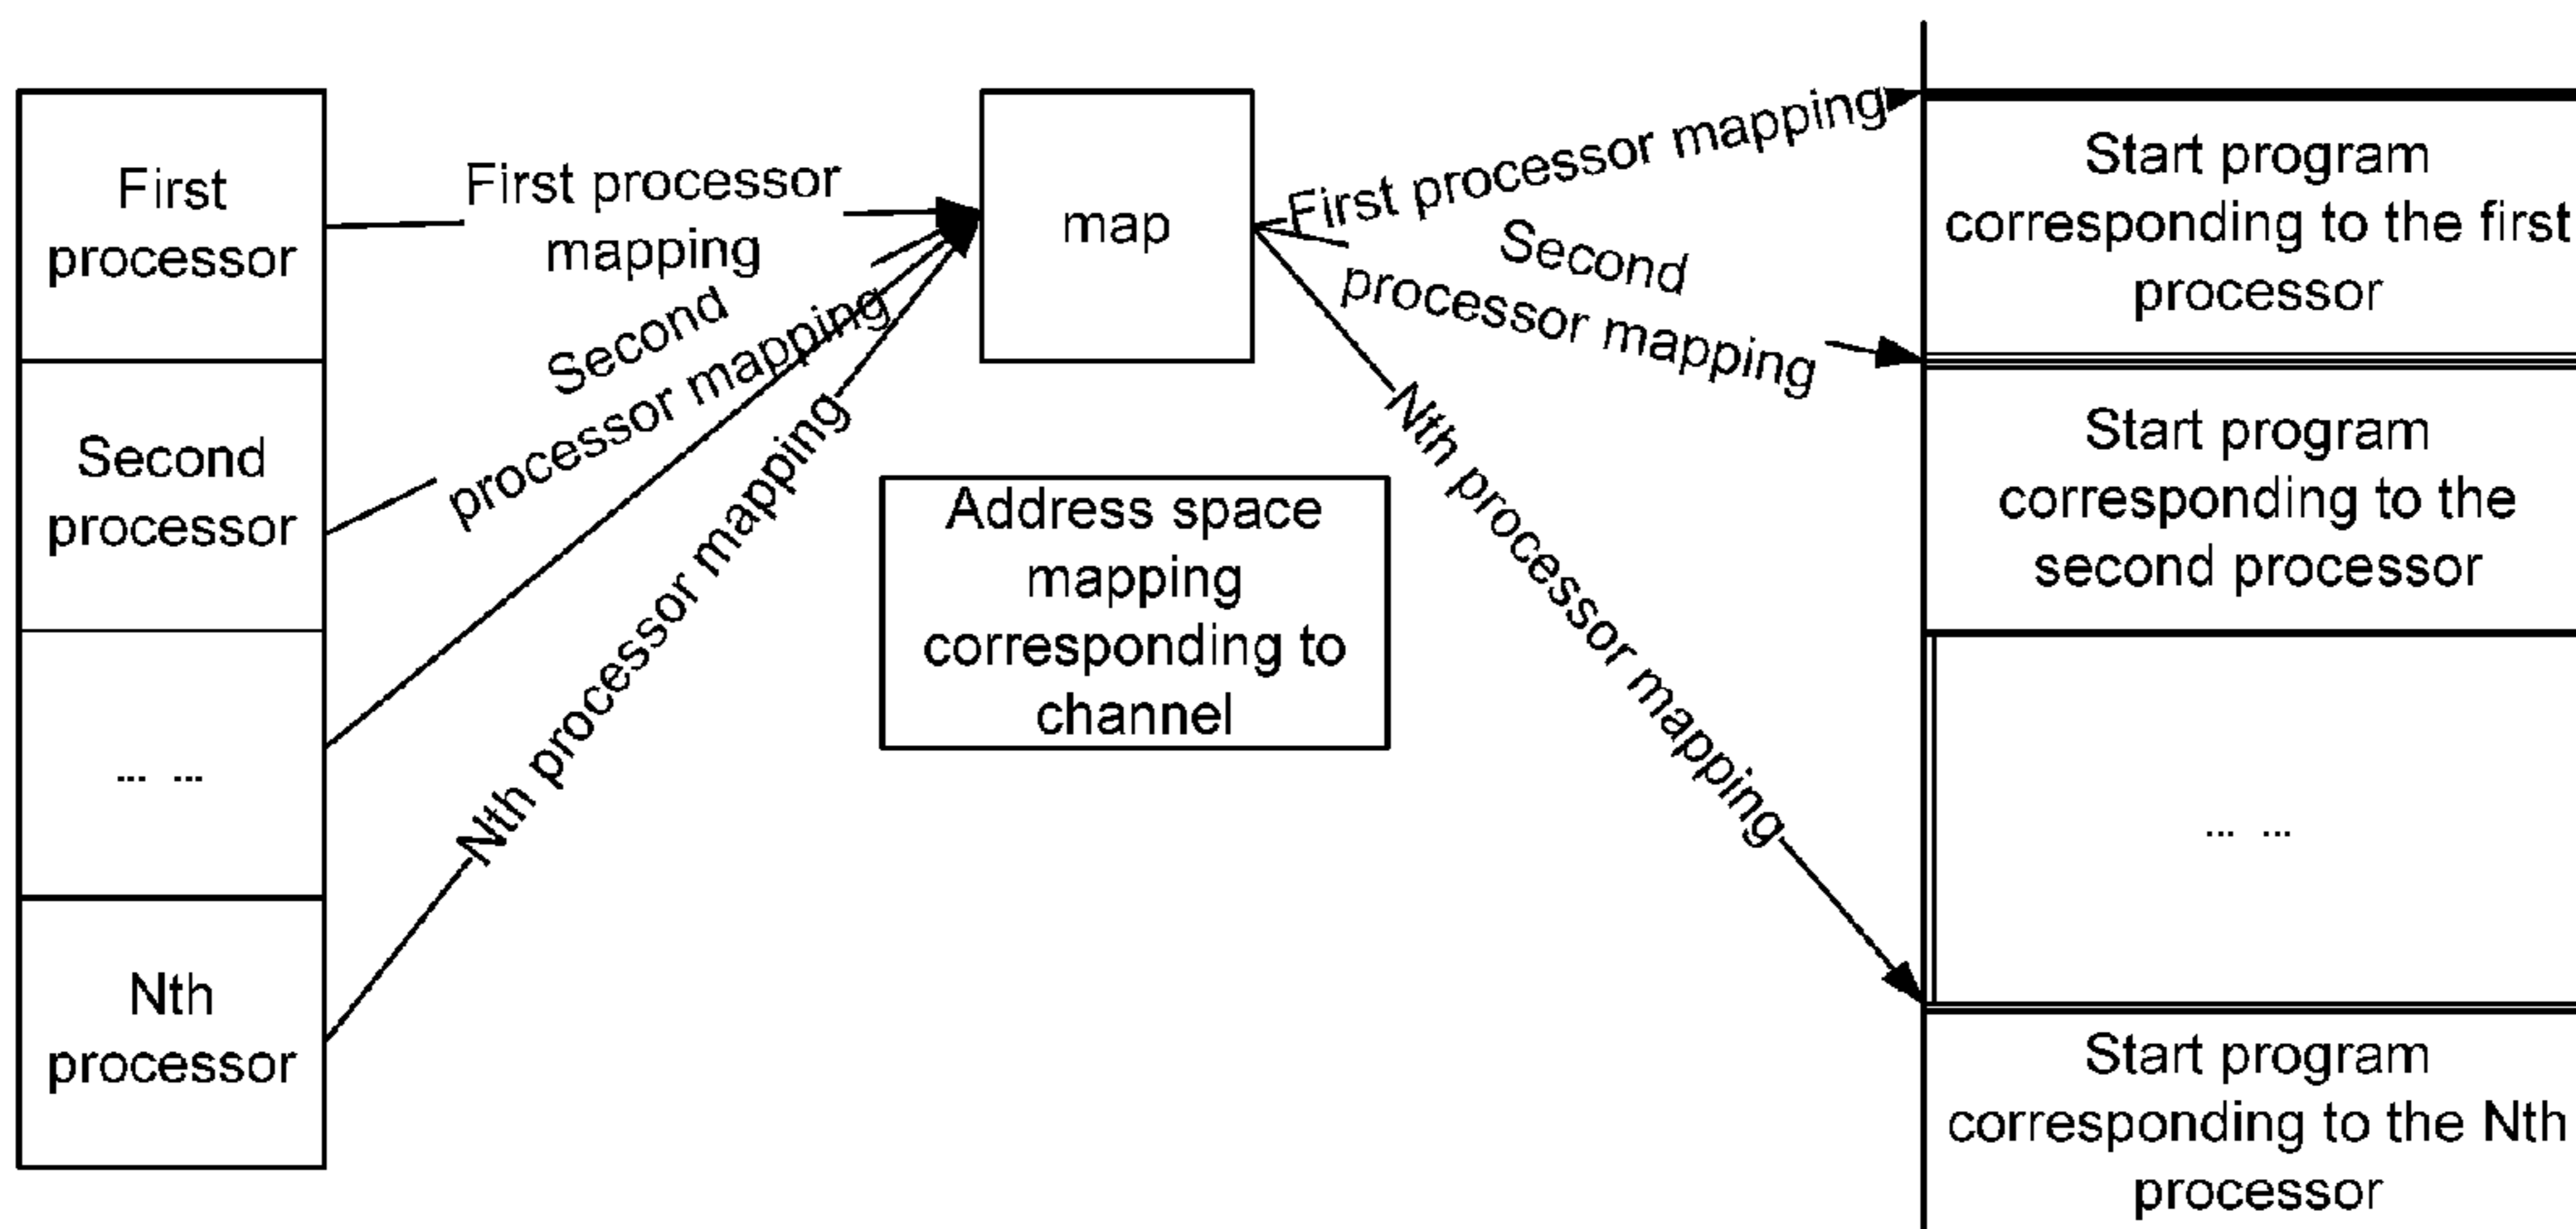 First
processor
Second
processor
... ...
Nth
processor
First processor
mapping
Second
processor mapping
Nth processor mapping
map
Address space
mapping
corresponding to
channel
First processor mapping
Second
processor mapping
Nth processor mapping
Start program
corresponding to the first
processor
Start program
corresponding to the
second processor
... ...
Start program
corresponding to the Nth
processor